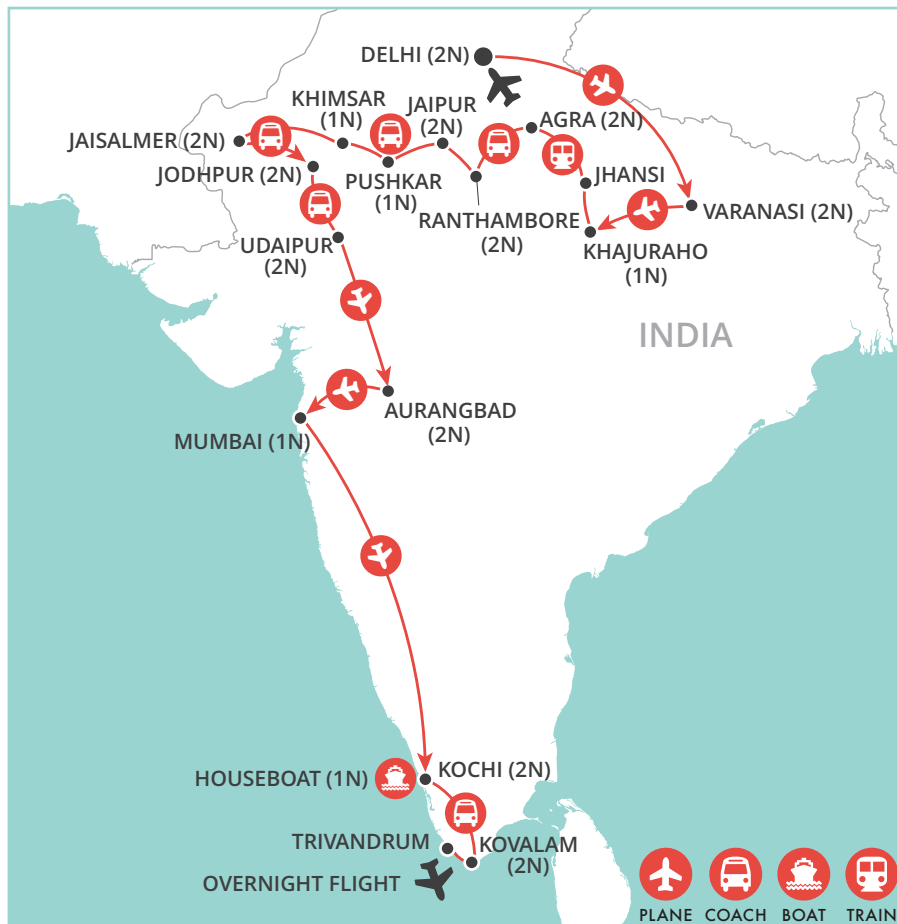 DELHI (2N)
KHIMSAR
(1N)
JAIPUR
(2N)
AGRA (2N)
JAISALMER (2N)
JODHPUR (2N)
PUSHKAR
(1N)
JHANSI
RANTHAMBORE
(2N)
VARANASI (2N)
UDAIPUR
(2N)
KHAJURAHO
(1N)
INDIA
AURANGBAD
(2N)
MUMBAI (1N)
HOUSEBOAT (1N)
KOCHI (2N)
TRIVANDRUM
KOVALAM
(2N)
OVERNIGHT FLIGHT
PLANE COACH BOAT TRAIN